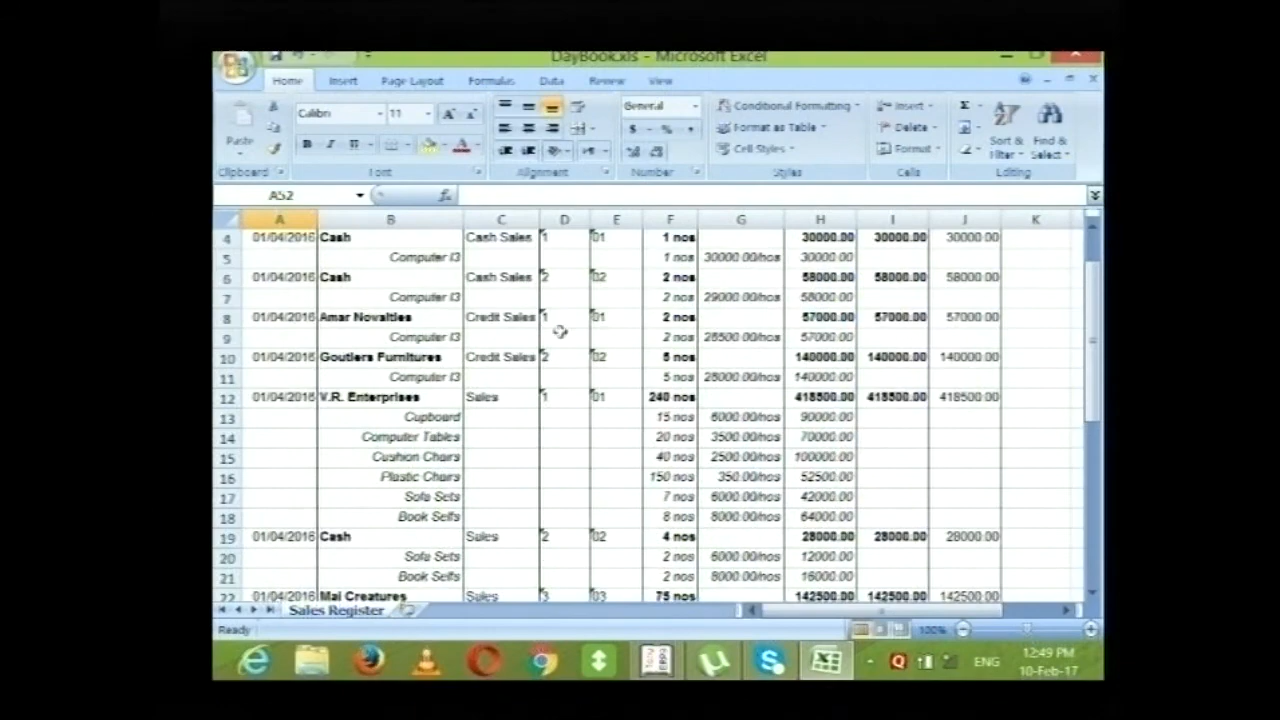 DayBook.xls - Microsoft Excel
Home Insert Page Layout Formulas Data Review View
Calibri 11 General Conditional Formatting Insert
Paste Format as Table Delete Sort & Find &
Cell Styles Format Filter Select
Clipboard Font Alignment Number Styles Cells Editing
A52 fx
A B C D E F G H I J K
4 01/04/2016 Cash Cash Sales 1 01 1 nos 30000.00 30000.00 30000.00
5 Computer I3 1 nos 30000.00/nos 30000.00
6 01/04/2016 Cash Cash Sales 2 02 2 nos 58000.00 58000.00 58000.00
7 Computer I3 2 nos 29000.00/nos 58000.00
8 01/04/2016 Amar Novalties Credit Sales 1 01 2 nos 57000.00 57000.00 57000.00
9 Computer I3 2 nos 28500.00/nos 57000.00
10 01/04/2016 Goutlers Furnitures Credit Sales 2 02 5 nos 140000.00 140000.00 140000.00
11 Computer I3 5 nos 28000.00/nos 140000.00
12 01/04/2016 V.R. Enterprises Sales 1 01 240 nos 418500.00 418500.00 418500.00
13 Cupboard 15 nos 6000.00/nos 90000.00
14 Computer Tables 20 nos 3500.00/nos 70000.00
15 Cushion Chairs 40 nos 2500.00/nos 100000.00
16 Plastic Chairs 150 nos 350.00/nos 52500.00
17 Sofa Sets 7 nos 6000.00/nos 42000.00
18 Book Selfs 8 nos 8000.00/nos 64000.00
19 01/04/2016 Cash Sales 2 02 4 nos 28000.00 28000.00 28000.00
20 Sofa Sets 2 nos 6000.00/nos 12000.00
21 Book Selfs 2 nos 8000.00/nos 16000.00
22 01/04/2016 Mai Creatures Sales 3 03 75 nos 142500.00 142500.00 142500.00
Sales Register
Ready 100%
ENG 12:49 PM
10-Feb-17